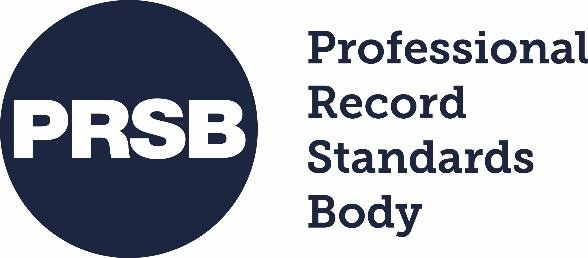 PRSB
Professional
Record
Standards
Body